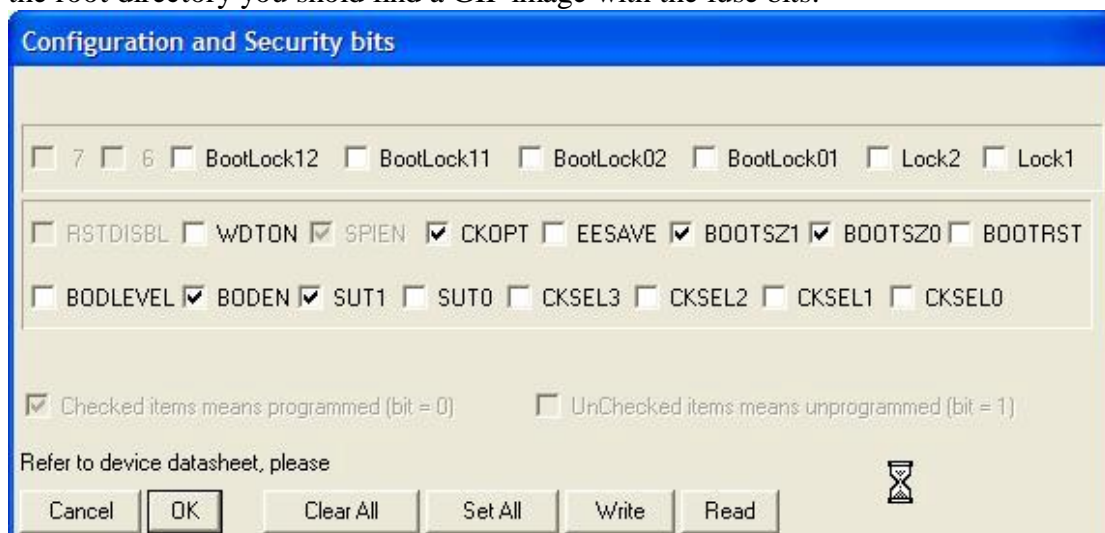 the root directory you shold find a GIF image with the fuse bits.
Configuration and Security bits
7 6 BootLock12 BootLock11 BootLock02 BootLock01 Lock2 Lock1
RSTDISBL WDTON SPIEN CKOPT EESAVE BOOTSZ1 BOOTSZ0 BOOTRST
BODLEVEL BODEN SUT1 SUT0 CKSEL3 CKSEL2 CKSEL1 CKSEL0
Checked items means programmed (bit = 0) UnChecked items means unprogrammed (bit = 1)
Refer to device datasheet, please
Cancel OK Clear All Set All Write Read